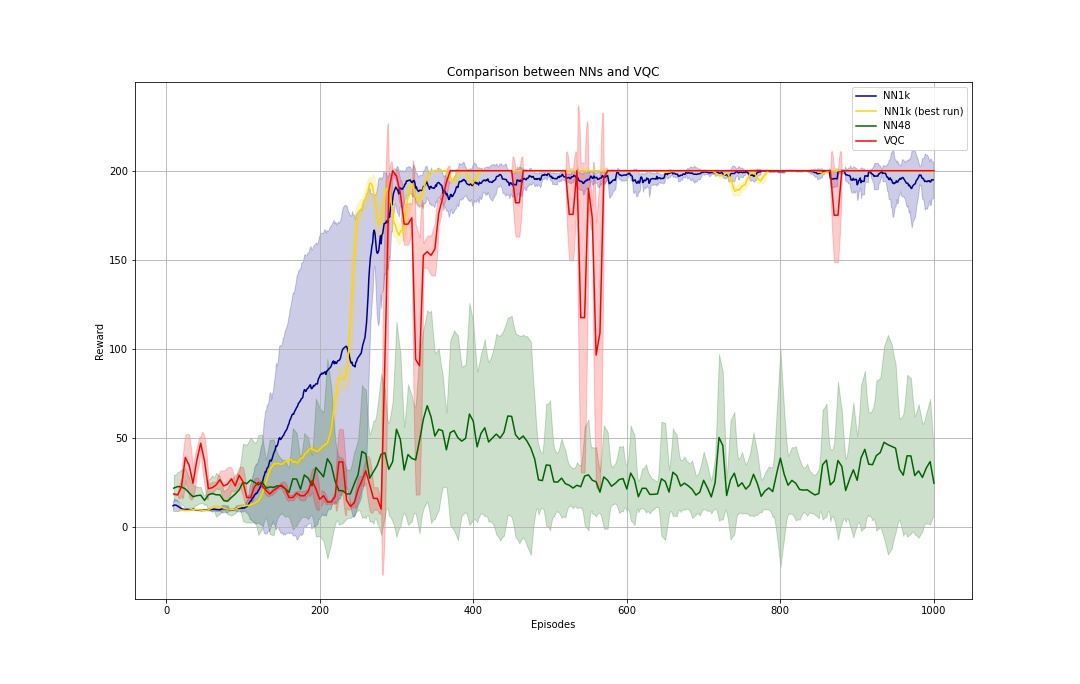 Comparison between NNs and VQC
NN1k
NN1k (best run)
NN48
VQC
Reward
200
150
100
50
0
0 200 400 600 800 1000
Episodes